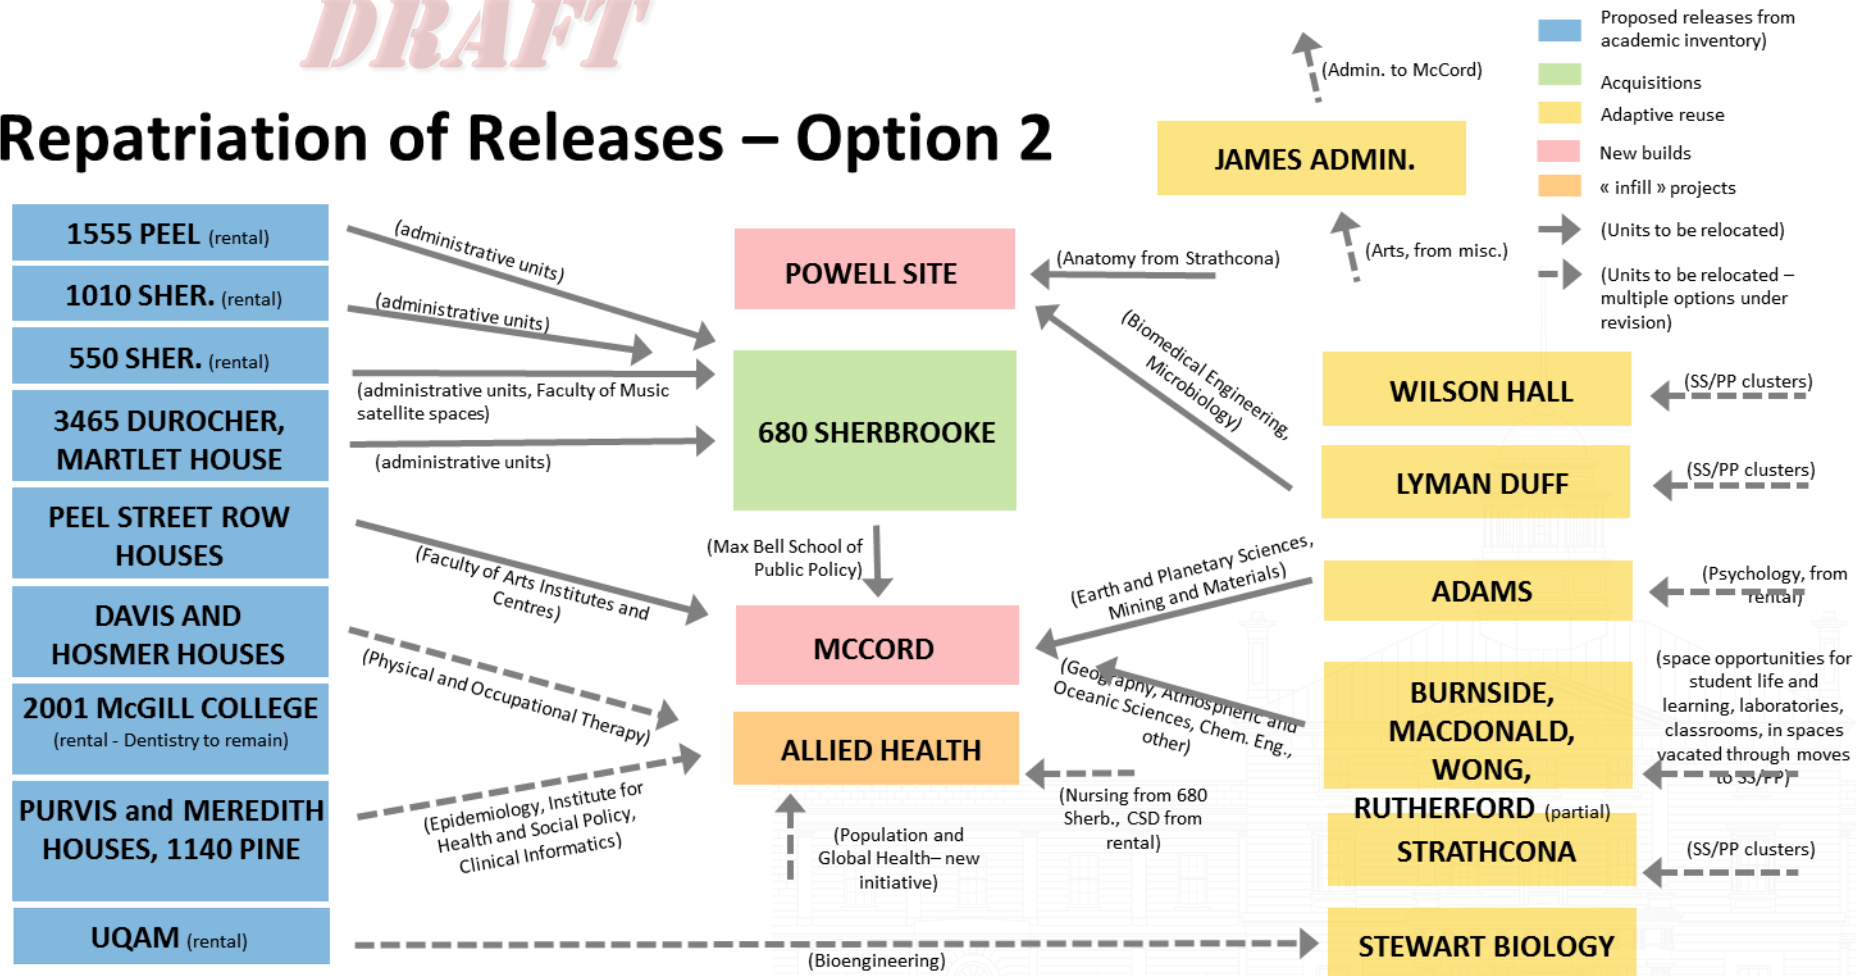 DRAFT
Repatriation of Releases – Option 2
Proposed releases from
academic inventory)
Acquisitions
Adaptive reuse
New builds
« infill » projects
(Units to be relocated)
(Units to be relocated –
multiple options under
revision)
(Admin. to McCord)
JAMES ADMIN.
(Arts, from misc.)
1555 PEEL (rental)
1010 SHER. (rental)
550 SHER. (rental)
3465 DUROCHER,
MARTLET HOUSE
PEEL STREET ROW
HOUSES
DAVIS AND
HOSMER HOUSES
2001 McGILL COLLEGE
(rental - Dentistry to remain)
PURVIS and MEREDITH
HOUSES, 1140 PINE
UQAM (rental)
(administrative units)
(administrative units)
(administrative units, Faculty of Music
satellite spaces)
(administrative units)
(Faculty of Arts Institutes and
Centres)
(Physical and Occupational Therapy)
(Epidemiology, Institute for
Health and Social Policy,
Clinical Informatics)
(Bioengineering)
POWELL SITE
680 SHERBROOKE
(Max Bell School of
Public Policy)
MCCORD
ALLIED HEALTH
(Population and
Global Health– new
initiative)
(Anatomy from Strathcona)
(Biomedical Engineering,
Microbiology)
(Earth and Planetary Sciences,
Mining and Materials)
(Geography, Atmospheric and
Oceanic Sciences, Chem. Eng.,
other)
(Nursing from 680
Sherb., CSD from
rental)
WILSON HALL
LYMAN DUFF
ADAMS
BURNSIDE,
MACDONALD,
WONG,
RUTHERFORD (partial)
STRATHCONA
STEWART BIOLOGY
(SS/PP clusters)
(SS/PP clusters)
(Psychology, from
rental)
(space opportunities for
student life and
learning, laboratories,
classrooms, in spaces
vacated through moves
to SS/PP)
(SS/PP clusters)